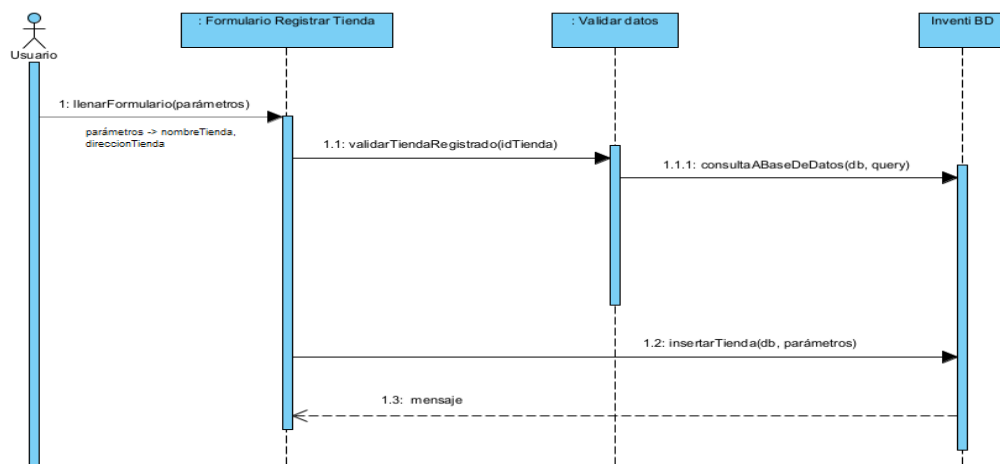 : Formulario Registrar Tienda
: Validar datos
Inventi BD
Usuario
1: llenarFormulario(parámetros)
parámetros -> nombreTienda,
direccionTienda
1.1: validarTiendaRegistrado(idTienda)
1.1.1: consultaABaseDeDatos(db, query)
1.2: insertarTienda(db, parámetros)
1.3: mensaje